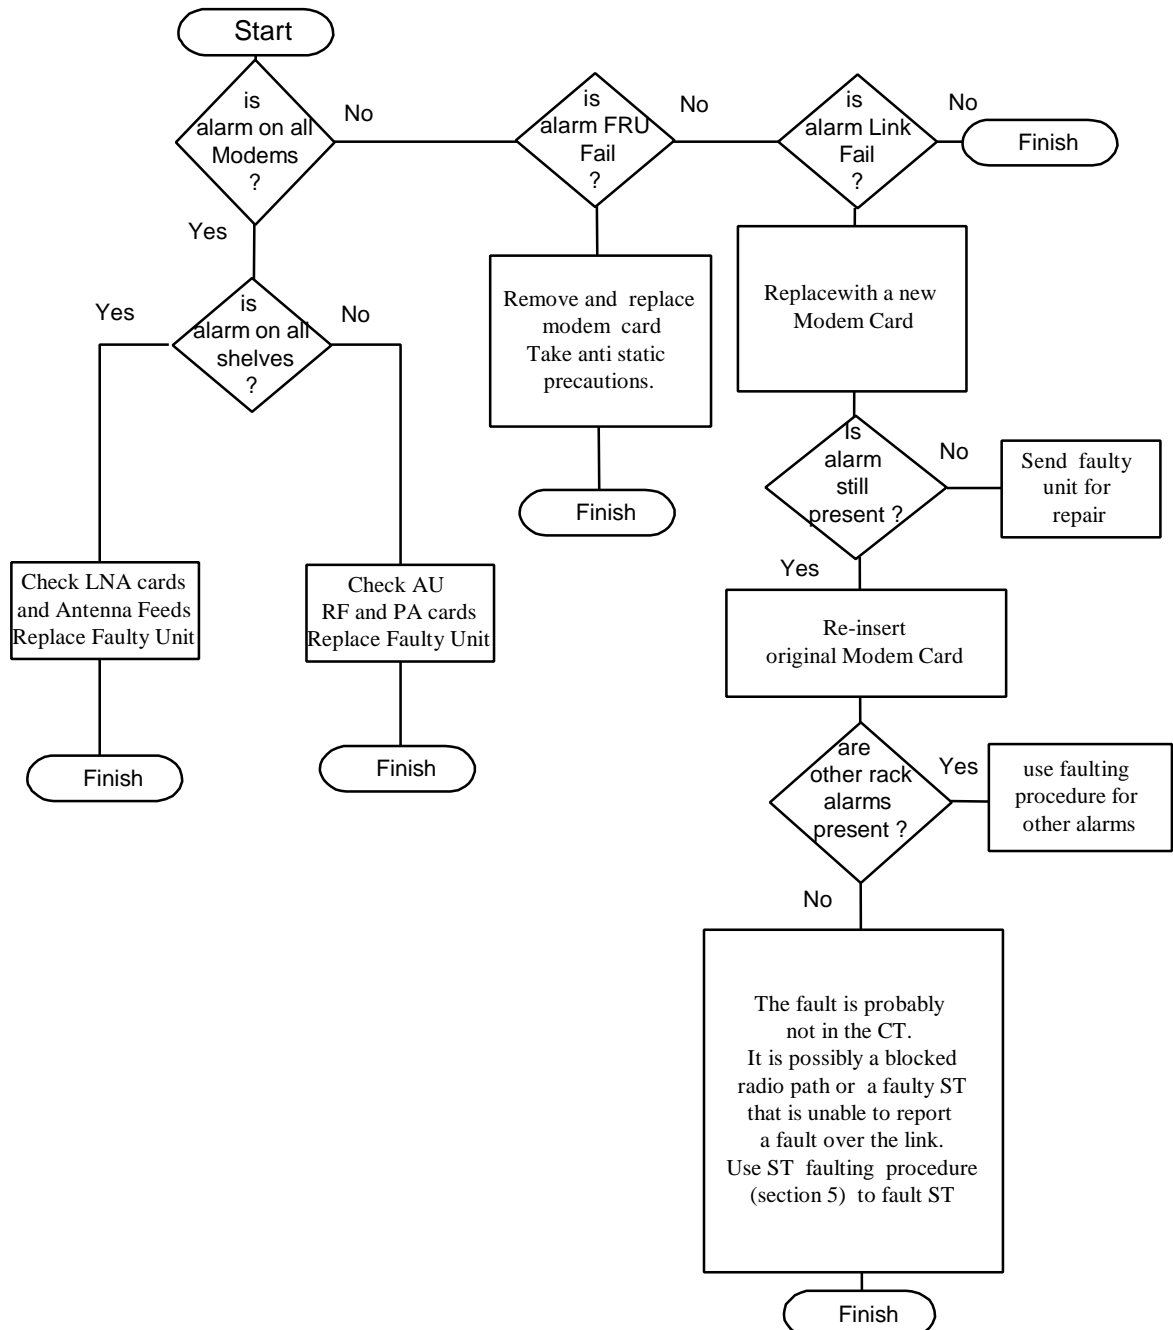 Start
is
alarm on all
Modems
?
No
Yes
is
alarm FRU
Fail
?
No
is
alarm Link
Fail
?
No
Finish
is
alarm on all
shelves
?
Yes
No
Remove and replace
modem card
Take anti static
precautions.
Finish
Replacewith a new
Modem Card
Is
alarm
still
present ?
No
Send faulty
unit for
repair
Yes
Check LNA cards
and Antenna Feeds
Replace Faulty Unit
Finish
Check AU
RF and PA cards
Replace Faulty Unit
Finish
Re-insert
original Modem Card
are
other rack
alarms
present ?
Yes
use faulting
procedure for
other alarms
No
The fault is probably
not in the CT.
It is possibly a blocked
radio path or a faulty ST
that is unable to report
a fault over the link.
Use ST faulting procedure
(section 5) to fault ST
Finish